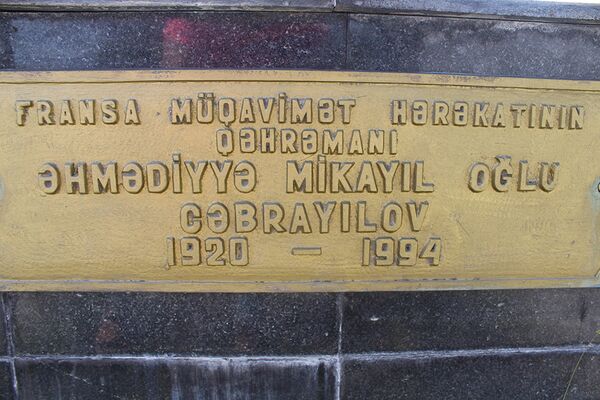 FRANSA MÜQAVİMƏT HƏRƏKATININ
QƏHRƏMANI
ƏHMƏDİYYƏ MİKAYIL OĞLU
CƏBRAYILOV
1920 — 1994